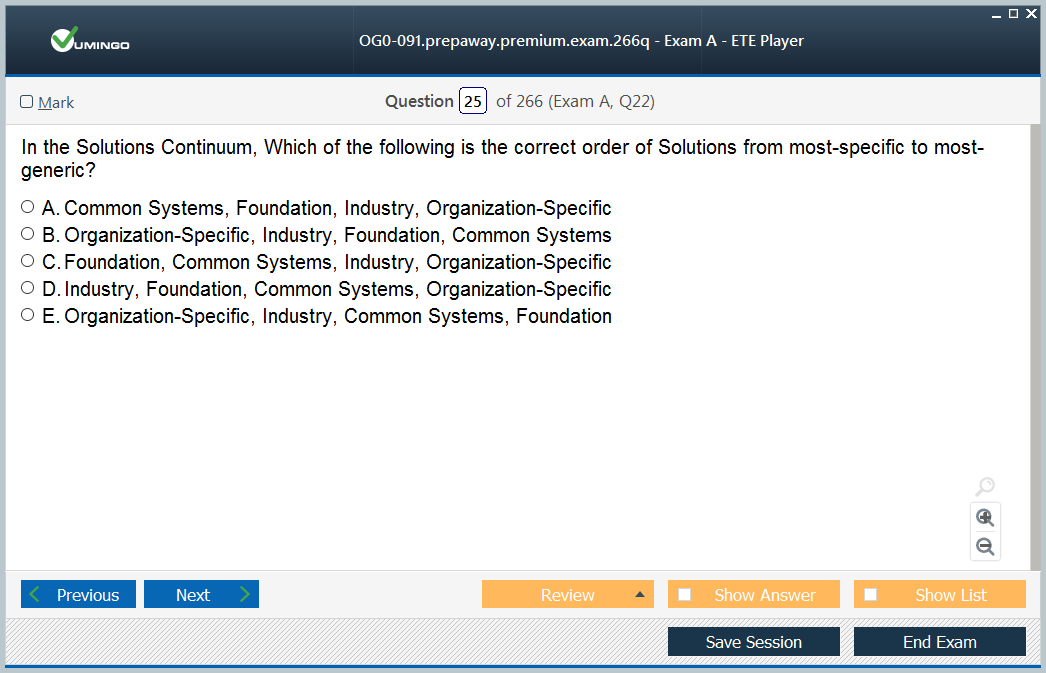 VUMINGO
OG0-091.prepaway.premium.exam.266q - Exam A - ETE Player
Mark
Question 25 of 266 (Exam A, Q22)
In the Solutions Continuum, Which of the following is the correct order of Solutions from most-specific to most-
generic?
A. Common Systems, Foundation, Industry, Organization-Specific
B. Organization-Specific, Industry, Foundation, Common Systems
C. Foundation, Common Systems, Industry, Organization-Specific
D. Industry, Foundation, Common Systems, Organization-Specific
E. Organization-Specific, Industry, Common Systems, Foundation
Previous Next Review Show Answer Show List
Save Session End Exam